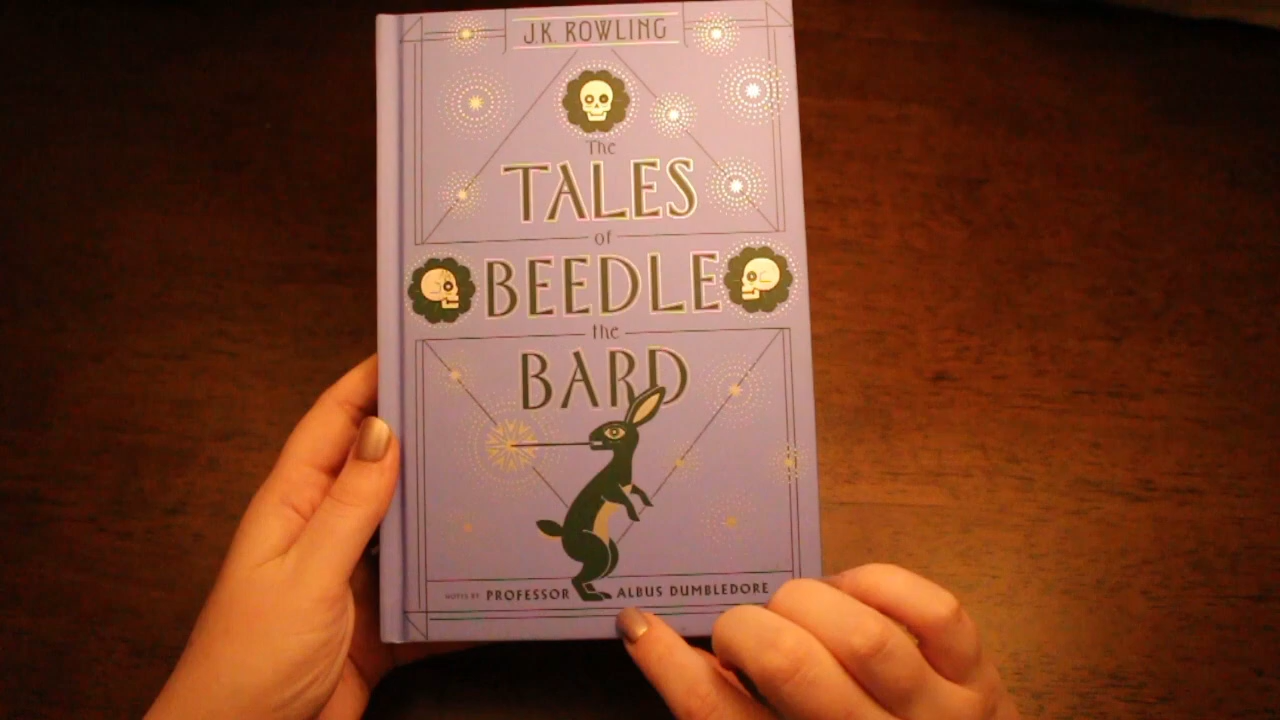 J.K. ROWLING
The
TALES
of
BEEDLE
the
BARD
NOTES BY PROFESSOR ALBUS DUMBLEDORE